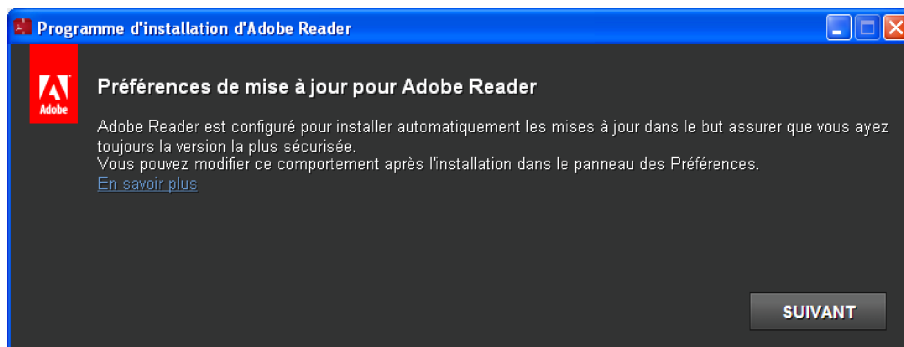 Programme d'installation d'Adobe Reader
Adobe
Préférences de mise à jour pour Adobe Reader
Adobe Reader est configuré pour installer automatiquement les mises à jour dans le but assurer que vous ayez
toujours la version la plus sécurisée.
Vous pouvez modifier ce comportement après l'installation dans le panneau des Préférences.
En savoir plus
SUIVANT